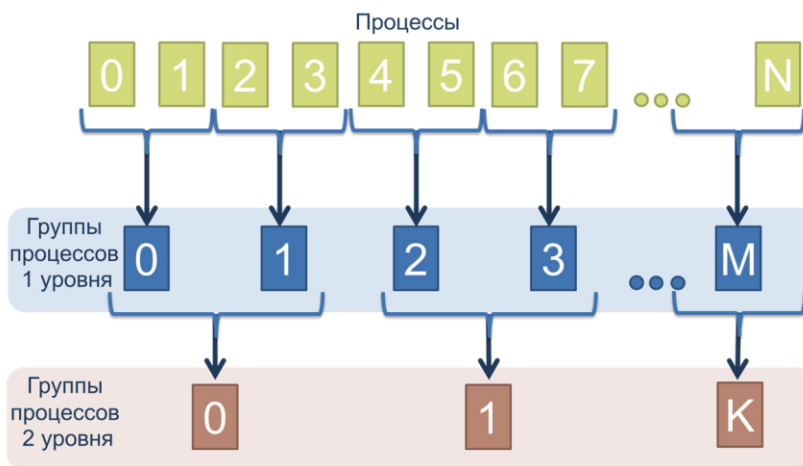 Процессы
0 1 2 3 4 5 6 7 N
Группы
процессов
1 уровня
0 1 2 3 M
Группы
процессов
2 уровня
0 1 K